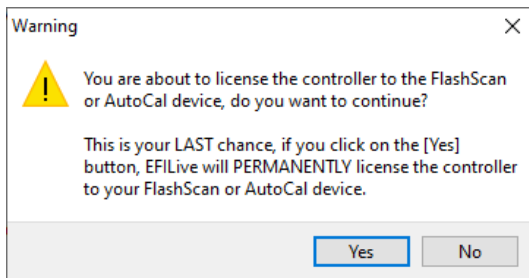 Warning
You are about to license the controller to the FlashScan
or AutoCal device, do you want to continue?
This is your LAST chance, if you click on the [Yes]
button, EFILive will PERMANENTLY license the controller
to your FlashScan or AutoCal device.
Yes No